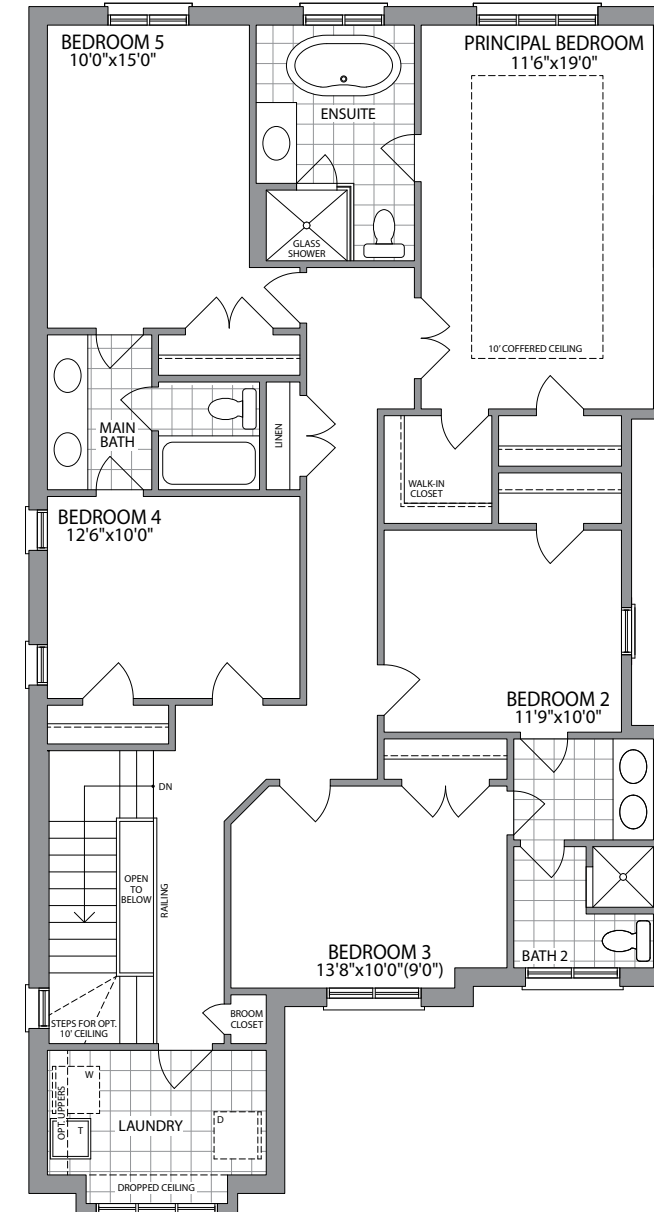 BEDROOM 5
10'0"x15'0"
PRINCIPAL BEDROOM
11'6"x19'0"
ENSUITE
GLASS
SHOWER
10' COFFERED CEILING
MAIN
BATH
LINEN
WALK-IN
CLOSET
BEDROOM 4
12'6"x10'0"
BEDROOM 2
11'9"x10'0"
DN
OPEN
TO
BELOW
RAILING
BEDROOM 3
13'8"x10'0"(9'0")
BATH 2
STEPS FOR OPT.
10' CEILING
BROOM
CLOSET
W
OPT. UPPERS
T
LAUNDRY
D
DROPPED CEILING